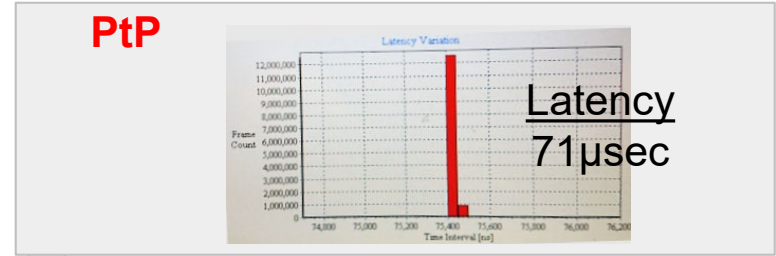 PtP
Latency Variation
12,000,000
11,000,000
10,000,000
9,000,000
8,000,000
7,000,000
Frame
Count
6,000,000
5,000,000
4,000,000
3,000,000
2,000,000
1,000,000
0
74,800 75,000 75,200 75,400 75,600 75,800 76,000 76,200
Time Interval [ns]
Latency
71µsec